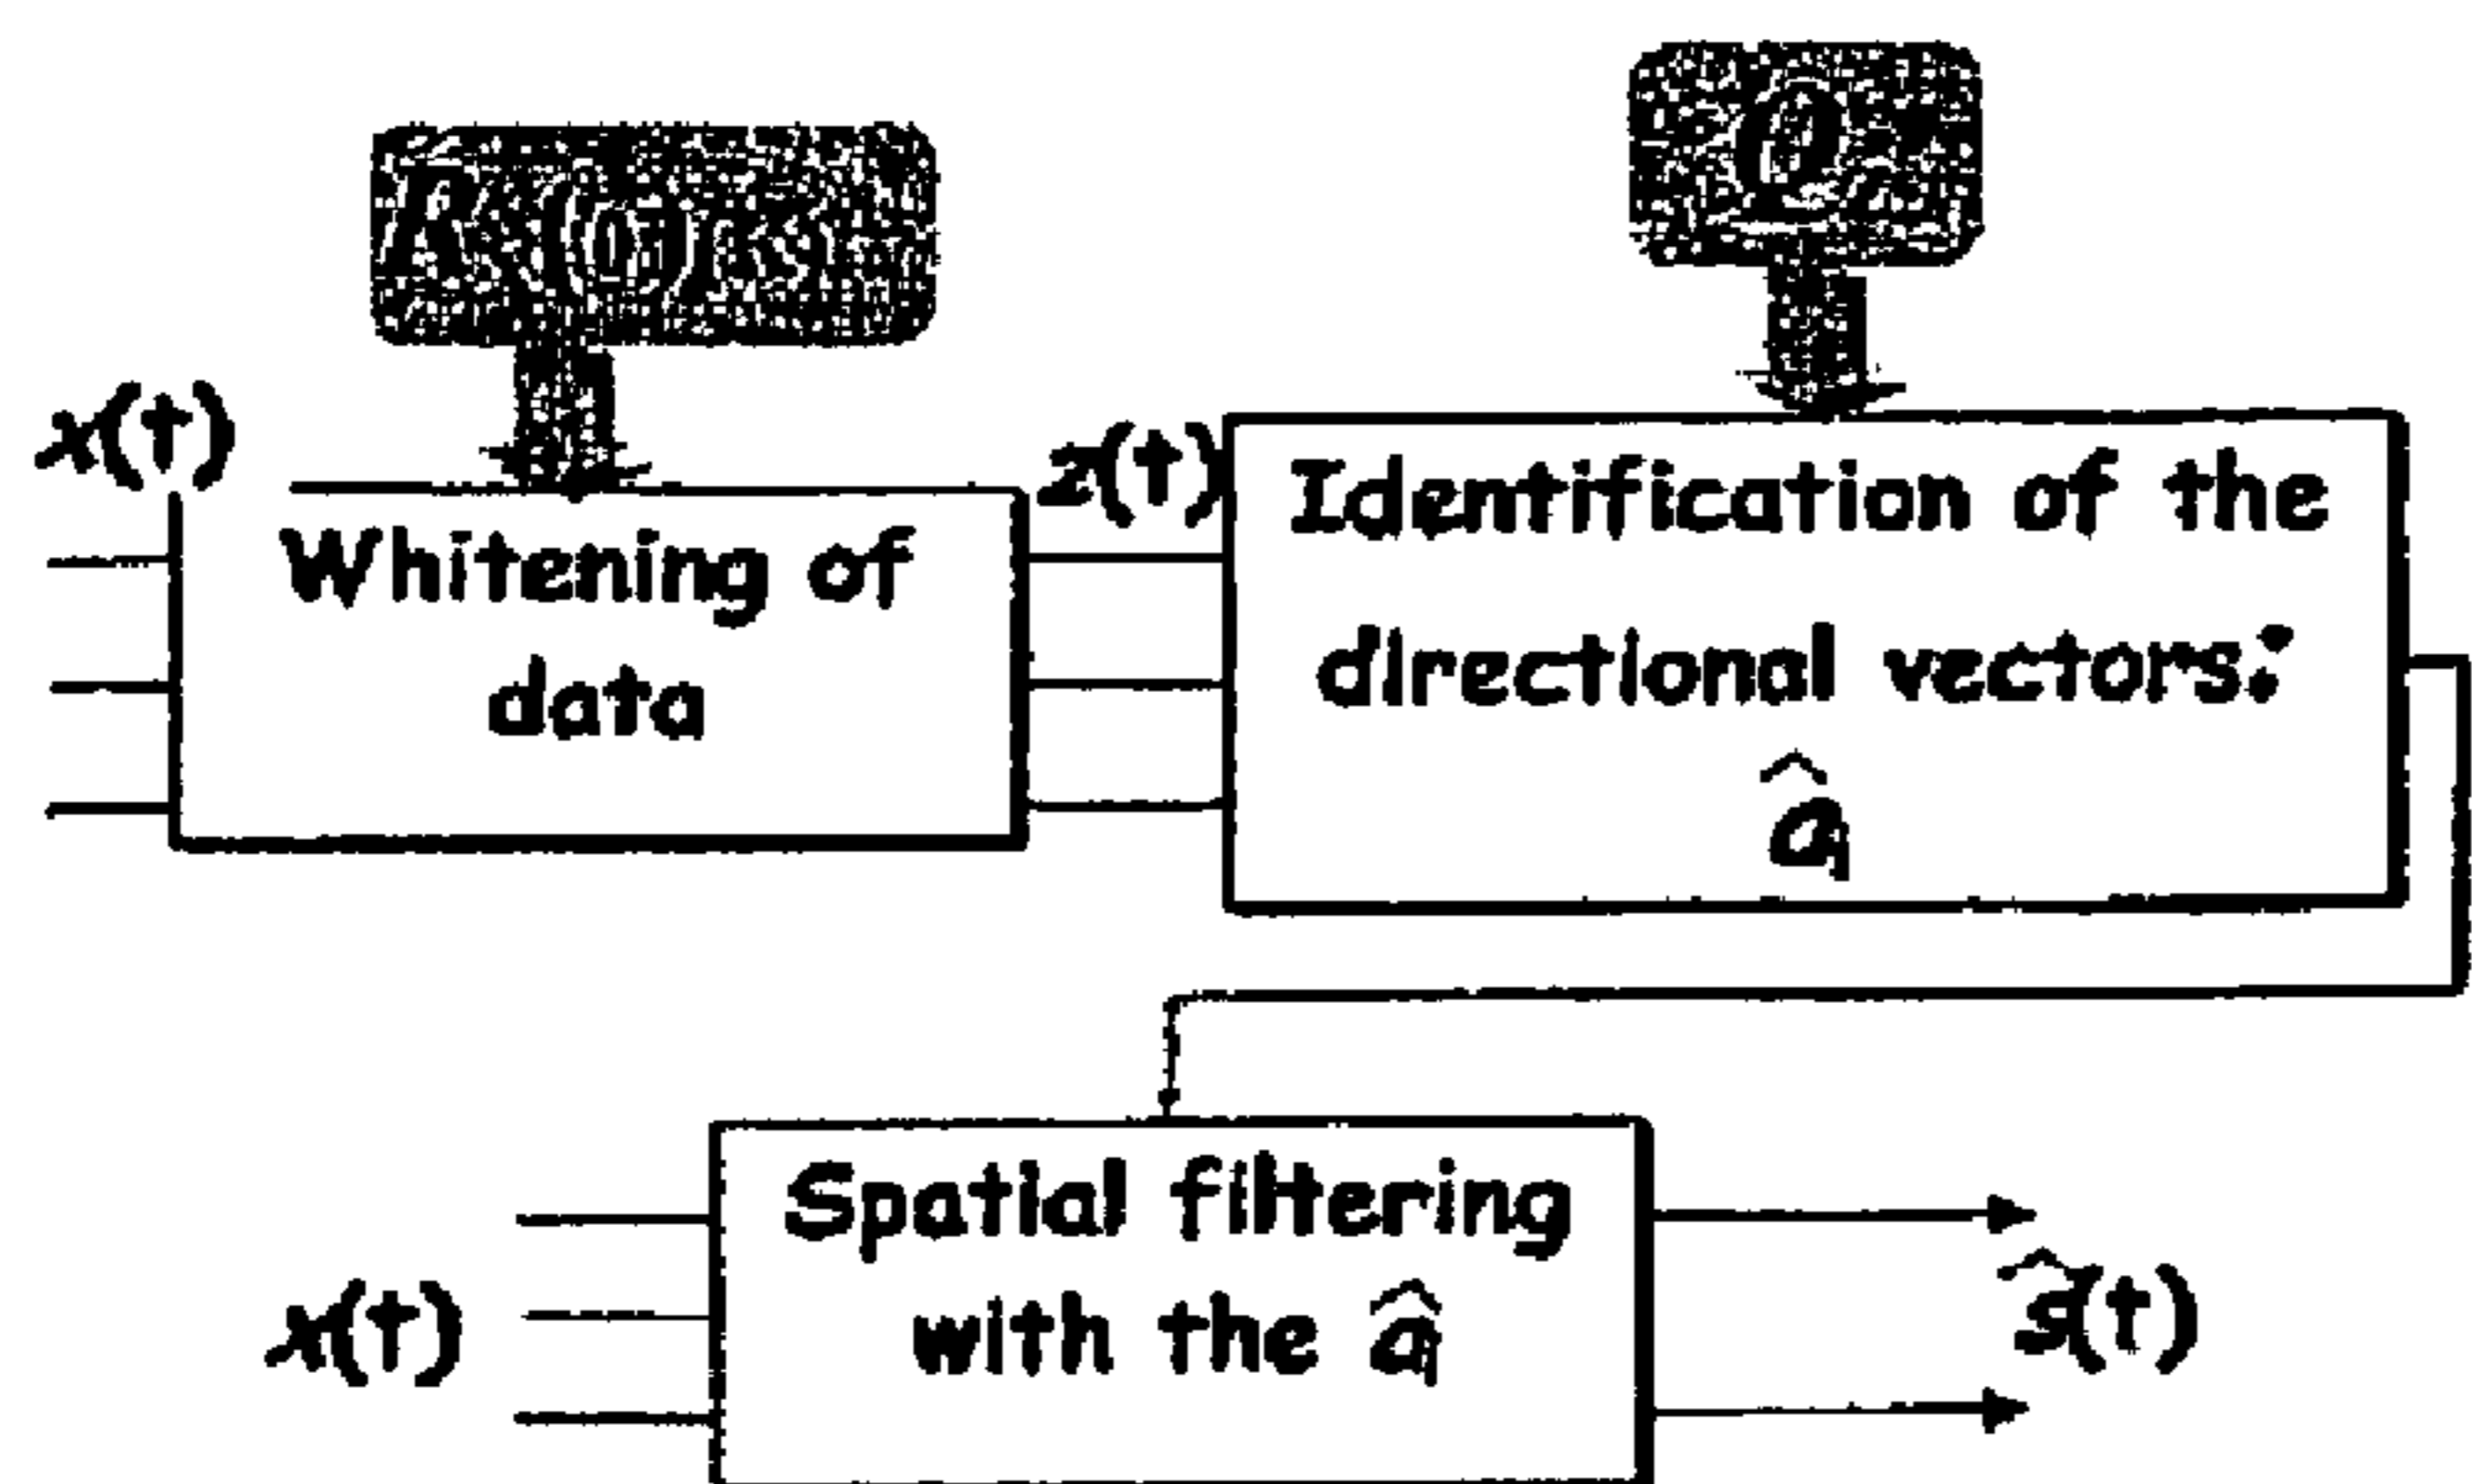 x(t)
z(t)
Whitening of
data
Identification of the
directional vectors:
â
Spatial filtering
with the â
x(t)
ŝ(t)